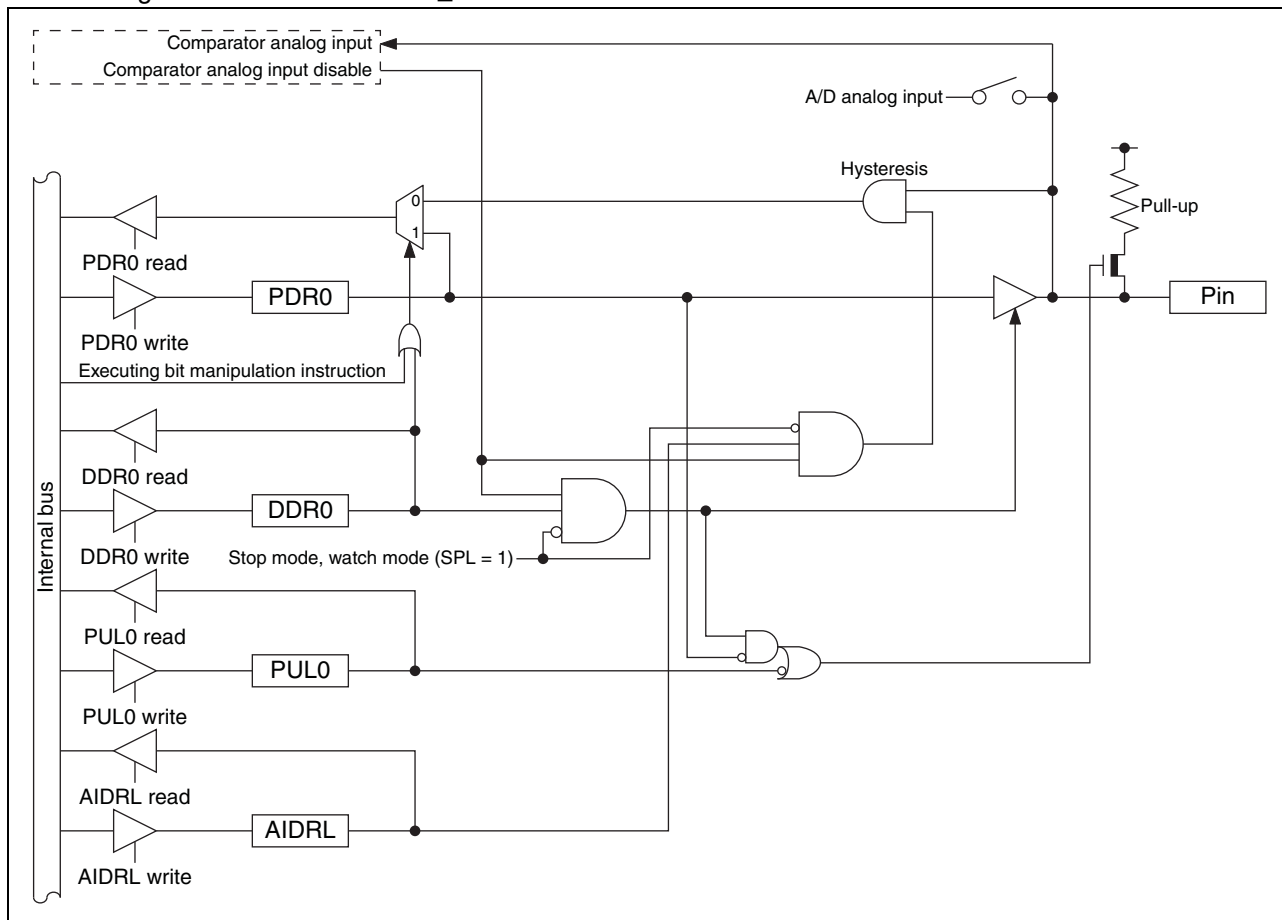 Comparator analog input
Comparator analog input disable
A/D analog input
Hysteresis
0
Pull-up
1
PDR0 read
PDR0
Pin
PDR0 write
Executing bit manipulation instruction
DDR0 read
DDR0
DDR0 write
Stop mode, watch mode (SPL = 1)
Internal bus
PUL0 read
PUL0
PUL0 write
AIDRL read
AIDRL
AIDRL write